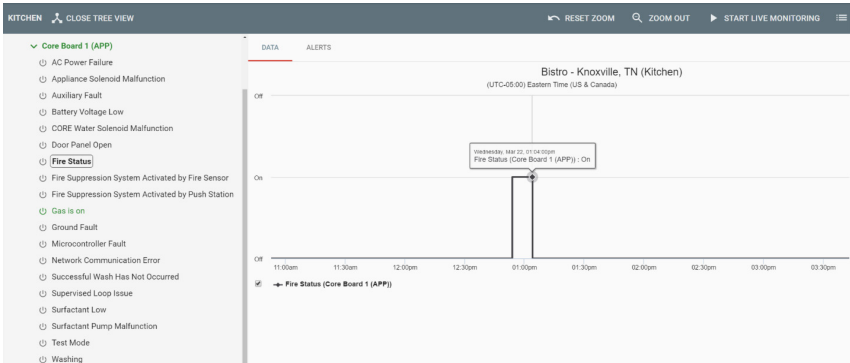 KITCHEN CLOSE TREE VIEW RESET ZOOM ZOOM OUT START LIVE MONITORING
Core Board 1 (APP)
AC Power Failure
Appliance Solenoid Malfunction
Auxiliary Fault
Battery Voltage Low
CORE Water Solenoid Malfunction
Door Panel Open
Fire Status
Fire Suppression System Activated by Fire Sensor
Fire Suppression System Activated by Push Station
Gas is on
Ground Fault
Microcontroller Fault
Network Communication Error
Successful Wash Has Not Occurred
Supervised Loop Issue
Surfactant Low
Surfactant Pump Malfunction
Test Mode
Washing
DATA ALERTS
Bistro - Knoxville, TN (Kitchen)
(UTC-05:00) Eastern Time (US & Canada)
Off
Wednesday, Mar 22, 01:04:00pm
Fire Status (Core Board 1 (APP)) : On
On
Off
11:00am 11:30am 12:00pm 12:30pm 01:00pm 01:30pm 02:00pm 02:30pm 03:00pm 03:30pm
Fire Status (Core Board 1 (APP))